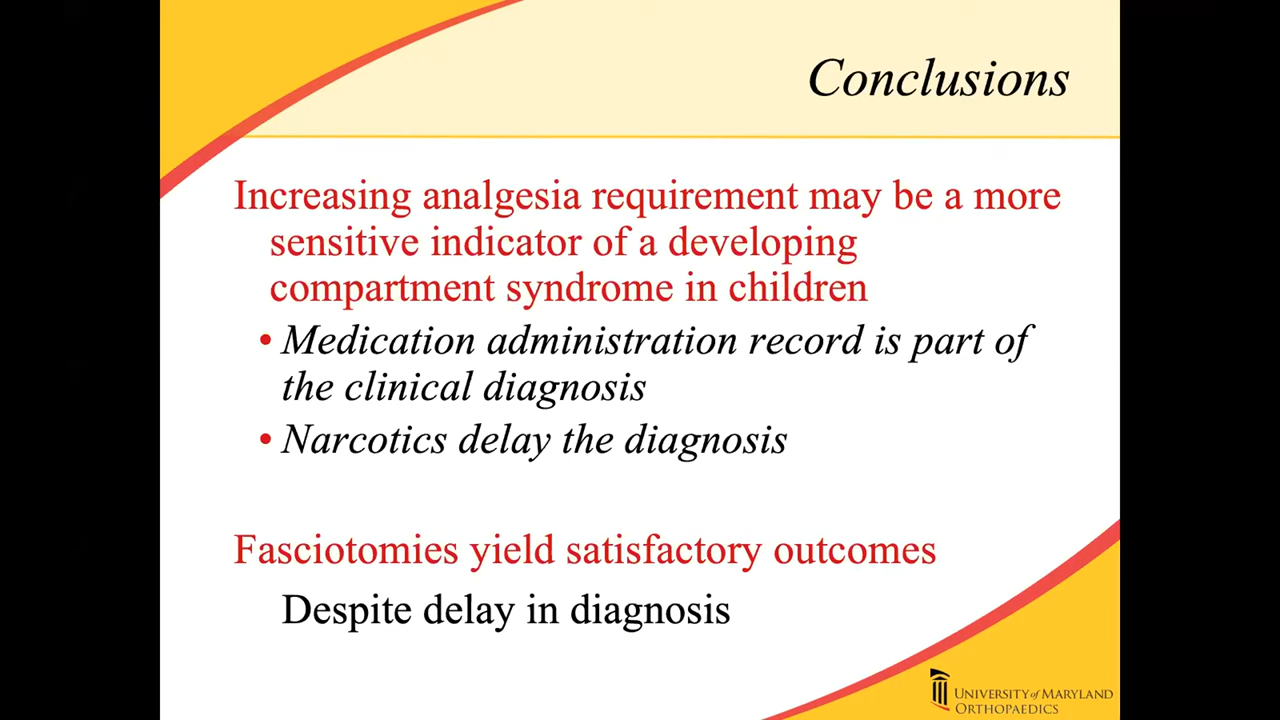 Conclusions
Increasing analgesia requirement may be a more
sensitive indicator of a developing
compartment syndrome in children
• Medication administration record is part of
the clinical diagnosis
• Narcotics delay the diagnosis
Fasciotomies yield satisfactory outcomes
Despite delay in diagnosis
UNIVERSITY of MARYLAND
ORTHOPAEDICS